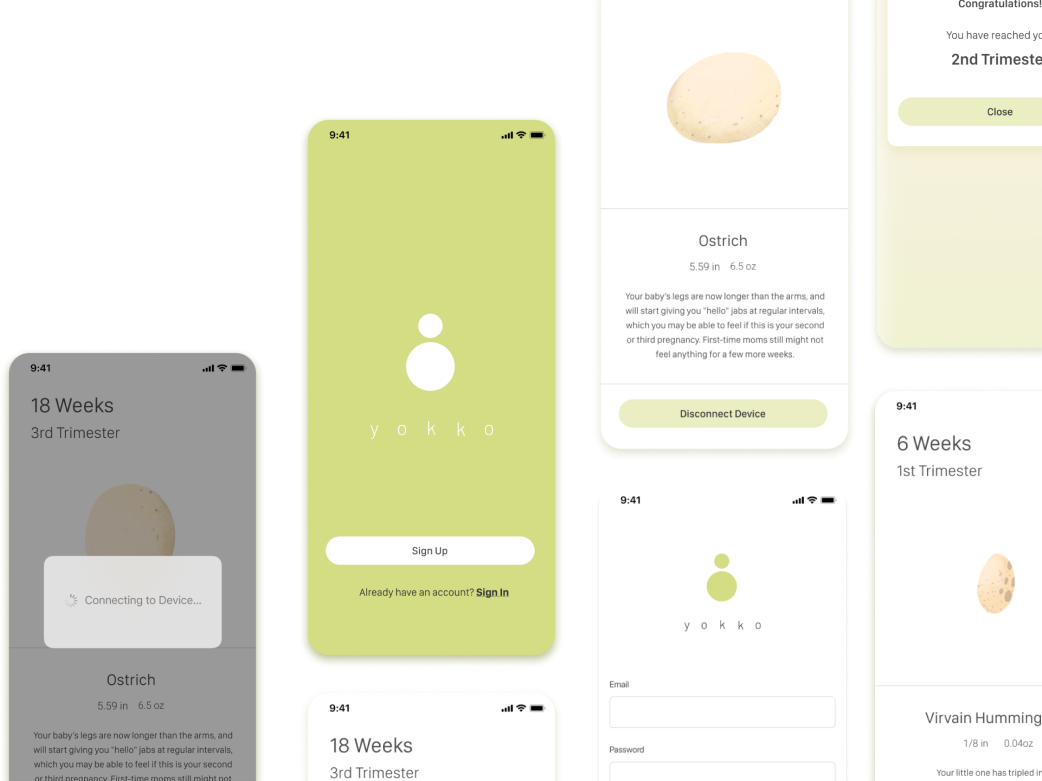 9:41
18 Weeks
3rd Trimester
Connecting to Device...
Ostrich
5.59 in 6.5 oz
Your baby's legs are now longer than the arms, and
will start giving you "hello" jabs at regular intervals,
which you may be able to feel if this is your second
or third pregnancy. First-time moms still might not
9:41
yokko
Sign Up
Already have an account? Sign In
9:41
18 Weeks
3rd Trimester
Ostrich
5.59 in 6.5 oz
Your baby's legs are now longer than the arms, and
will start giving you "hello" jabs at regular intervals,
which you may be able to feel if this is your second
or third pregnancy. First-time moms still might not
feel anything for a few more weeks.
Disconnect Device
9:41
yokko
Email
Password
Congratulations!
You have reached yo
2nd Trimeste
Close
9:41
6 Weeks
1st Trimester
Virvain Humming
1/8 in 0.04oz
Your little one has tripled in